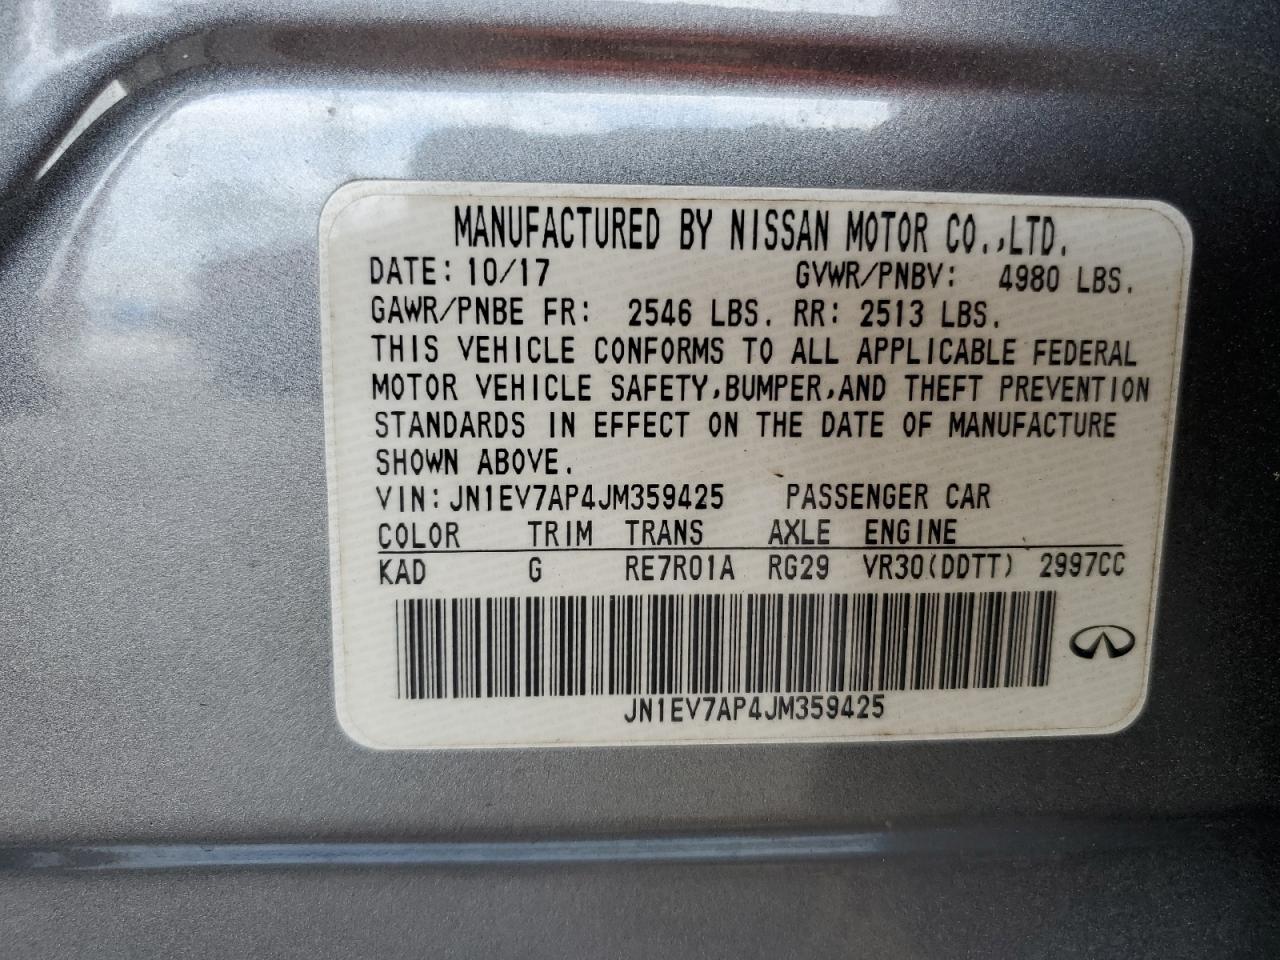 MANUFACTURED BY NISSAN MOTOR CO.,LTD.
DATE: 10/17 GVWR/PNBV: 4980 LBS.
GAWR/PNBE FR: 2546 LBS. RR: 2513 LBS.
THIS VEHICLE CONFORMS TO ALL APPLICABLE FEDERAL
MOTOR VEHICLE SAFETY,BUMPER,AND THEFT PREVENTION
STANDARDS IN EFFECT ON THE DATE OF MANUFACTURE
SHOWN ABOVE.
VIN:JN1EV7AP4JM359425 PASSENGER CAR
COLOR TRIM TRANS AXLE ENGINE
KAD G RE7R01A RG29 VR30(DDTT) 2997CC
JN1EV7AP4JM359425